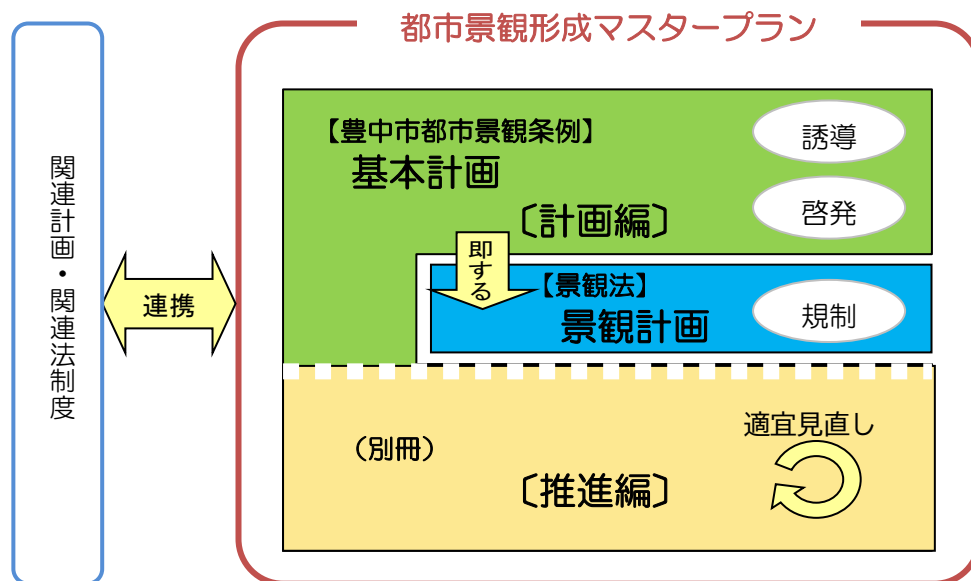 都市景観形成マスタープラン
関連計画・関連法制度
連携
【豊中市都市景観条例】
基本計画
〔計画編〕
誘導
啓発
即する
【景観法】
景観計画
規制
（別冊）
〔推進編〕
適宜見直し